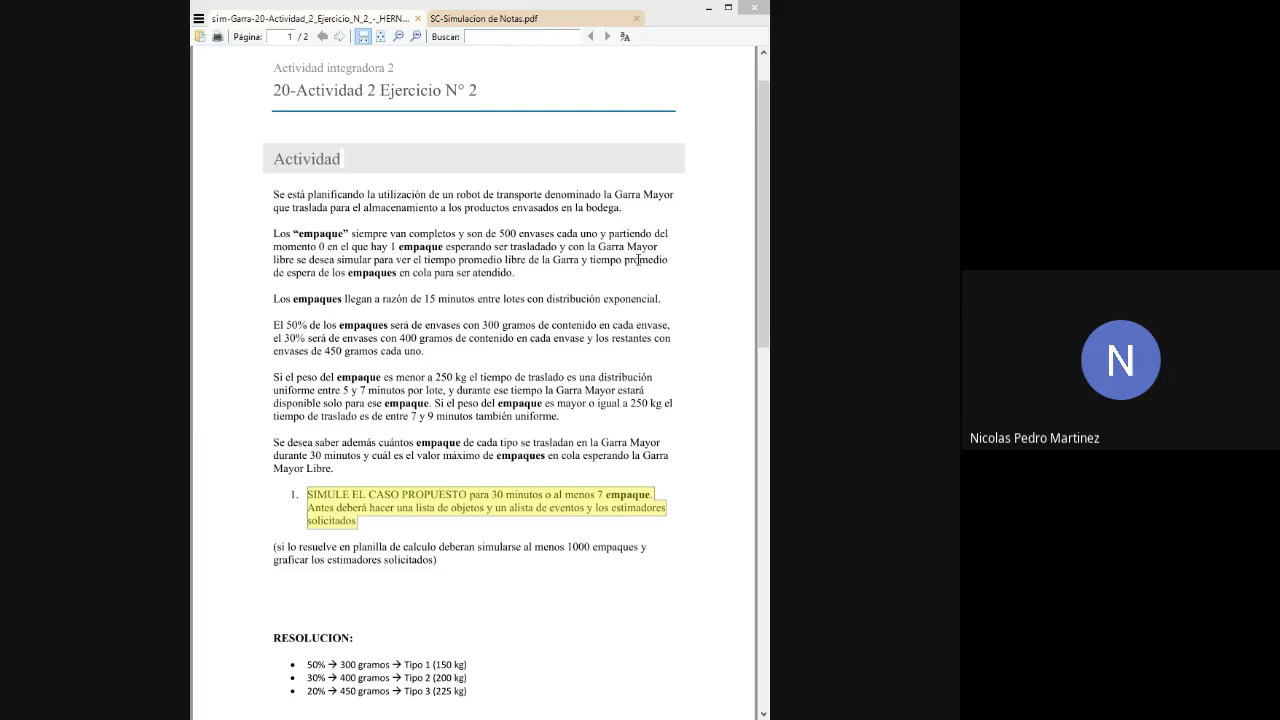 sim-Garra-20-Actividad_2_Ejercicio_N_2_-_HERN...
SC-Simulacion de Notas.pdf
Página: 1 / 2 Buscar:
Actividad integradora 2
20-Actividad 2 Ejercicio N° 2
Actividad
Se está planificando la utilización de un robot de transporte denominado la Garra Mayor
que traslada para el almacenamiento a los productos envasados en la bodega.
Los “empaque” siempre van completos y son de 500 envases cada uno y partiendo del
momento 0 en el que hay 1 empaque esperando ser trasladado y con la Garra Mayor
libre se desea simular para ver el tiempo promedio libre de la Garra y tiempo promedio
de espera de los empaques en cola para ser atendido.
Los empaques llegan a razón de 15 minutos entre lotes con distribución exponencial.
El 50% de los empaques será de envases con 300 gramos de contenido en cada envase,
el 30% será de envases con 400 gramos de contenido en cada envase y los restantes con
envases de 450 gramos cada uno.
Si el peso del empaque es menor a 250 kg el tiempo de traslado es una distribución
uniforme entre 5 y 7 minutos por lote, y durante ese tiempo la Garra Mayor estará
disponible solo para ese empaque. Si el peso del empaque es mayor o igual a 250 kg el
tiempo de traslado es de entre 7 y 9 minutos también uniforme.
Se desea saber además cuántos empaque de cada tipo se trasladan en la Garra Mayor
durante 30 minutos y cuál es el valor máximo de empaques en cola esperando la Garra
Mayor Libre.
1. SIMULE EL CASO PROPUESTO para 30 minutos o al menos 7 empaque.
Antes deberá hacer una lista de objetos y un alista de eventos y los estimadores
solicitados
(si lo resuelve en planilla de calculo deberan simularse al menos 1000 empaques y
graficar los estimadores solicitados)
RESOLUCION:
• 50% → 300 gramos → Tipo 1 (150 kg)
• 30% → 400 gramos → Tipo 2 (200 kg)
• 20% → 450 gramos → Tipo 3 (225 kg)
N
Nicolas Pedro Martinez